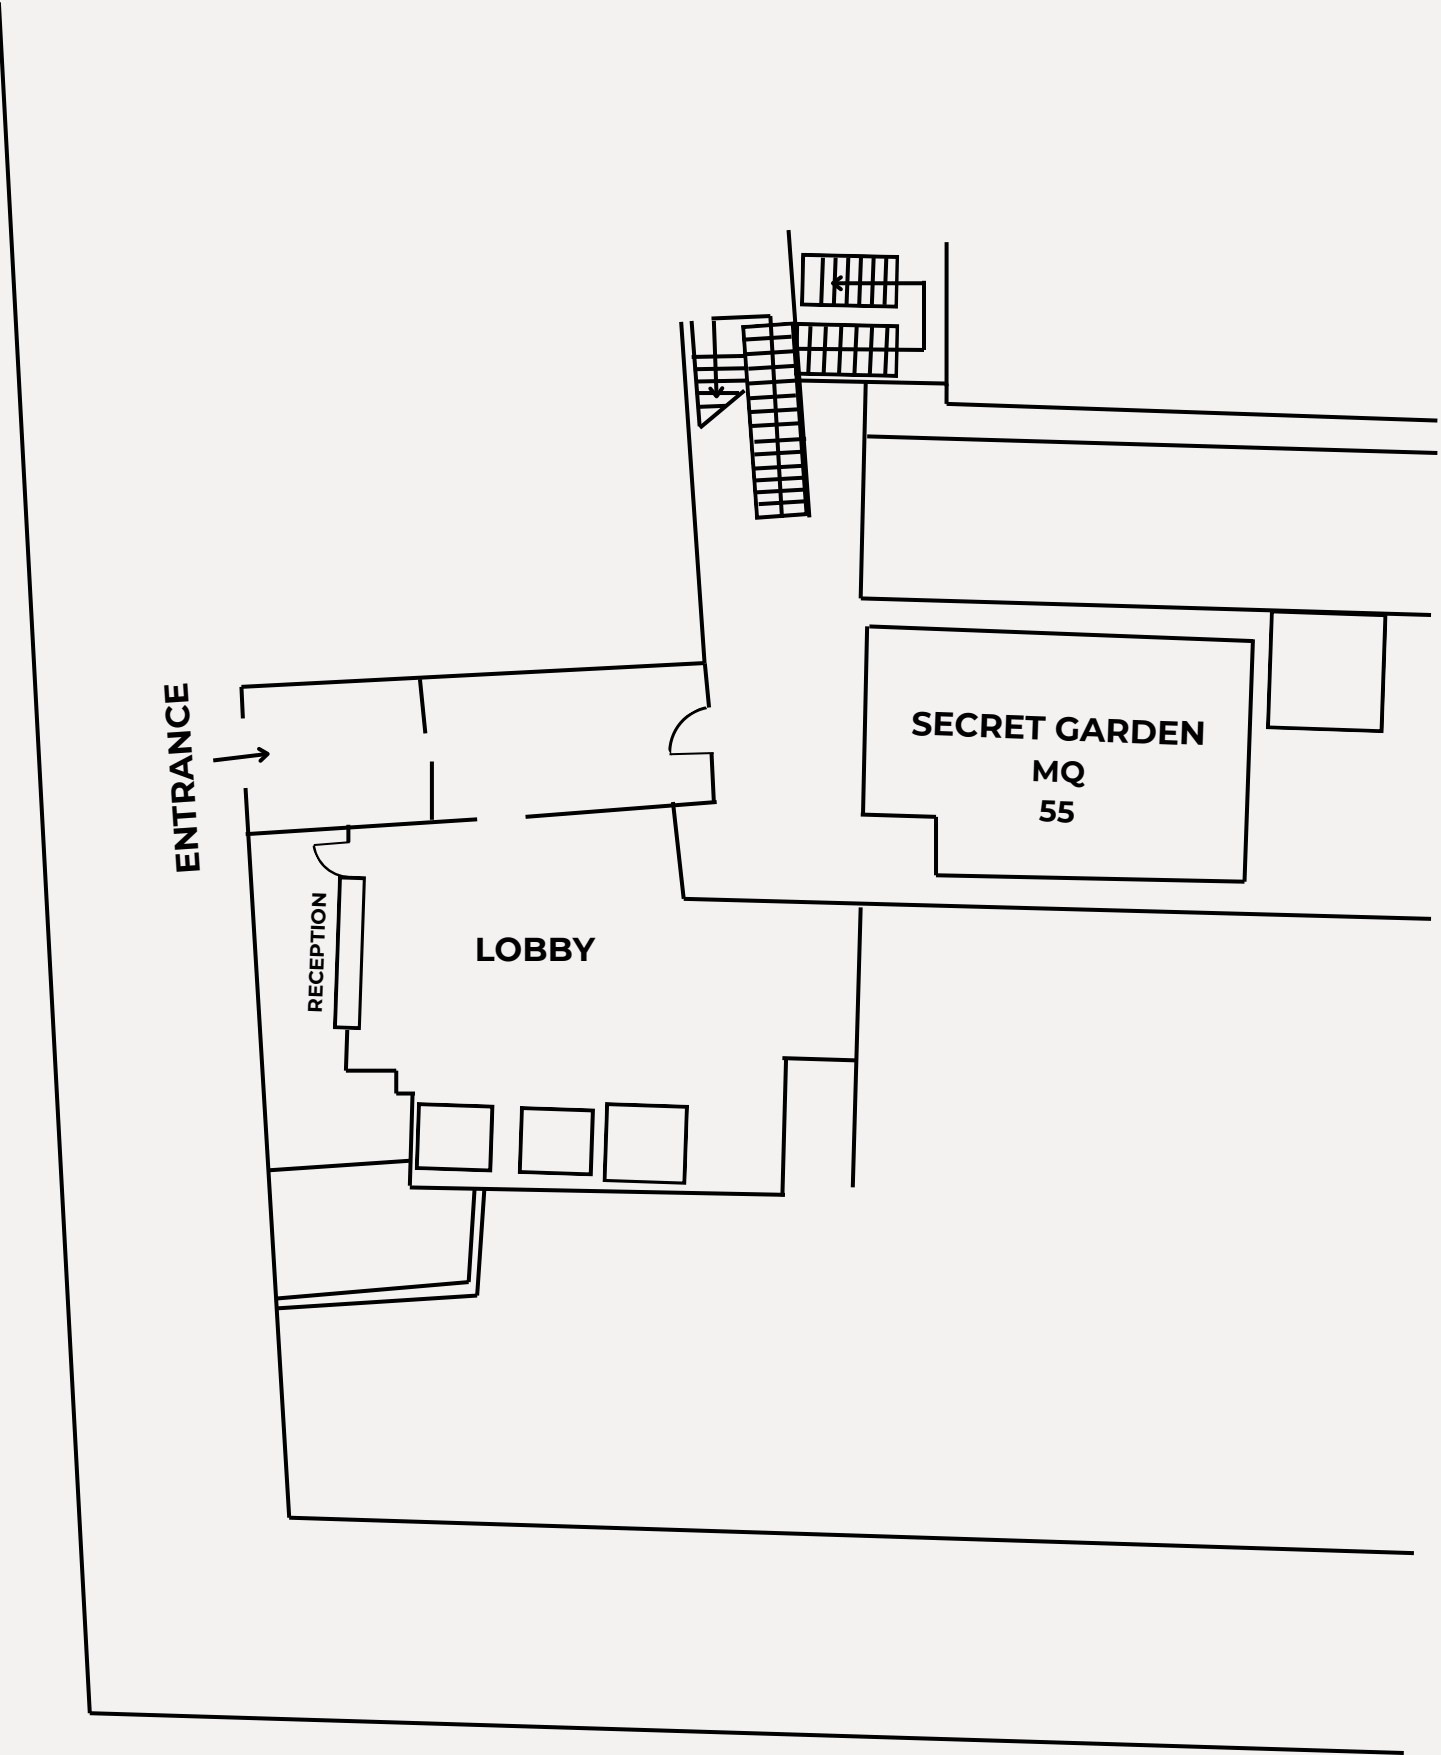 ENTRANCE
SECRET GARDEN
MQ
55
RECEPTION
LOBBY